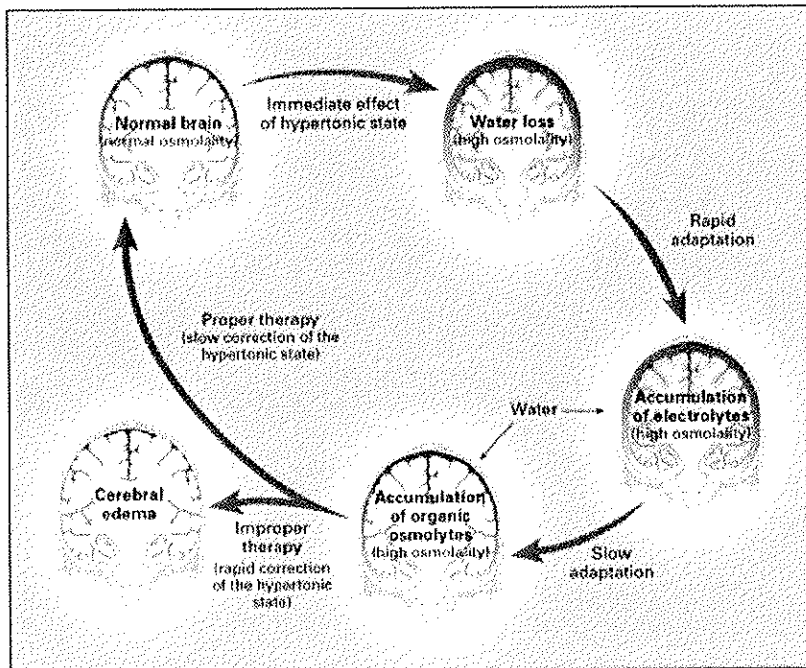 Normal brain
(normal osmolality)
Immediate effect
of hypertonic state
Water loss
(high osmolality)
Rapid
adaptation
Accumulation
of electrolytes
(high osmolality)
Water
Slow
adaptation
Accumulation
of organic
osmolytes
(high osmolality)
Proper therapy
(slow correction of the
hypertonic state)
Improper
therapy
(rapid correction
of the hypertonic
state)
Cerebral
edema